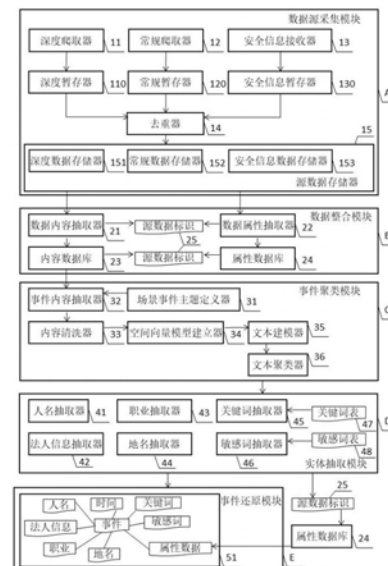 数据源采集模块
深度爬取器 11 常规爬取器 12 安全信息接收器 13
深度暂存器 110 常规暂存器 120 安全信息暂存器 130
A
去重器 14 15
深度数据存储器 151 常规数据存储器 152 安全信息数据存储器 153
源数据存储器
数据整合模块
数据内容抽取器 21 源数据标识 数据属性抽取器 22
25 B
内容数据库 23 源数据标识 属性数据库 24
事件聚类模块
事件内容抽取器 32 场景事件主题定义器 31
C
内容清洗器 33 空间向量模型建立器 34 文本建模器 35
文本聚类器 36
人名抽取器 41 职业抽取器 43 关键词抽取器 45 关键词表 47
D
法人信息抽取器 42 地名抽取器 44 敏感词抽取器 46 敏感词表 48
实体抽取模块
25
事件还原模块 源数据标识
人名 时间 关键词
法人信息 事件 敏感词
职业 地名 属性数据 51 E 属性数据库 24